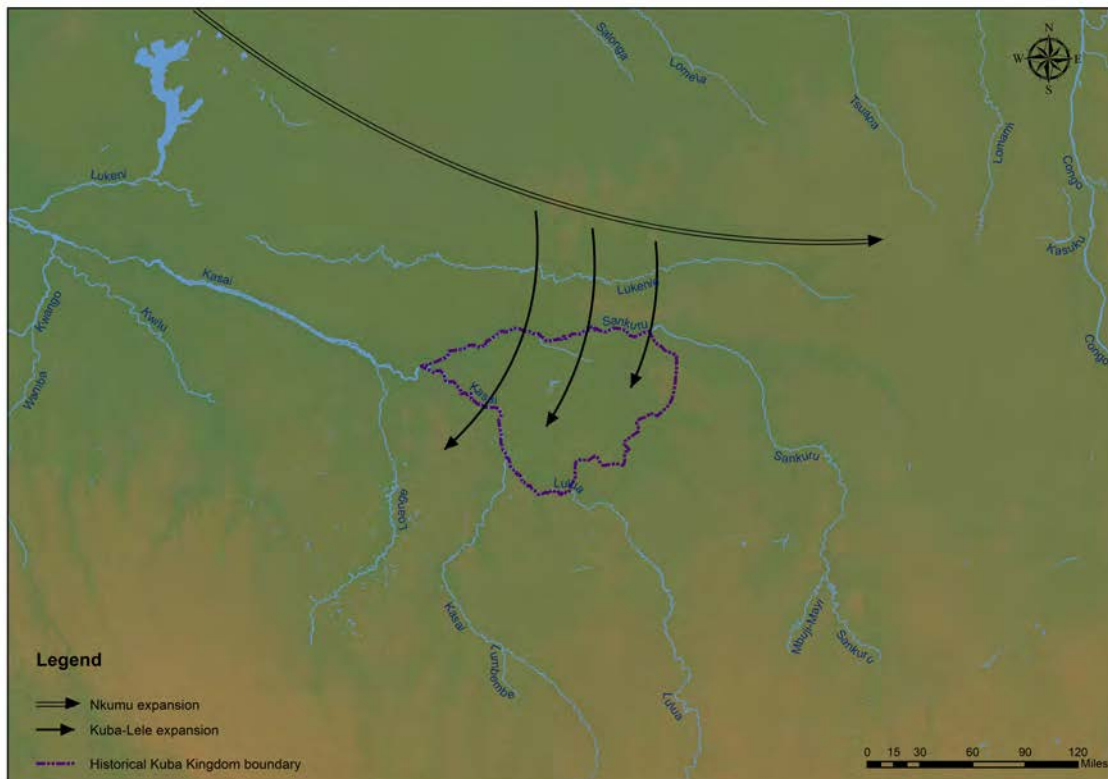 N
W E
S
Salonga
Lomela
Tsuapa
Lomami
Congo
Lukeni
Kasuku
Kasai
Lukenie
Kwango
Kwilu
Sankuru
Congo
Wamba
Kasai
Sankuru
Lulua
Loange
Kasai
Mbuji-Mayi
Sankuru
Lumbembe
Lulua
Legend
Nkumu expansion
Kuba-Lele expansion
Historical Kuba Kingdom boundary
0 15 30 60 90 120
Miles